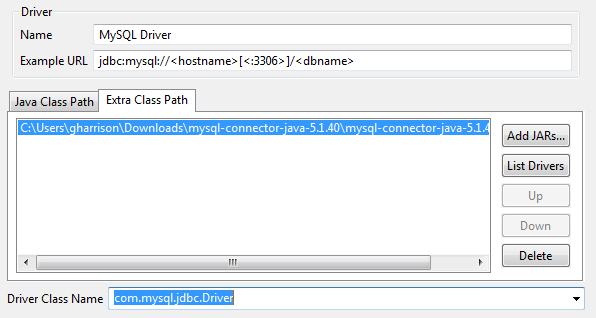 Driver
Name MySQL Driver
Example URL jdbc:mysql://<hostname>[<:3306>]/<dbname>
Java Class Path Extra Class Path
C:\Users\gharrison\Downloads\mysql-connector-java-5.1.40\mysql-connector-java-5.1.4
Add JARs...
List Drivers
Up
Down
Delete
Driver Class Name com.mysql.jdbc.Driver